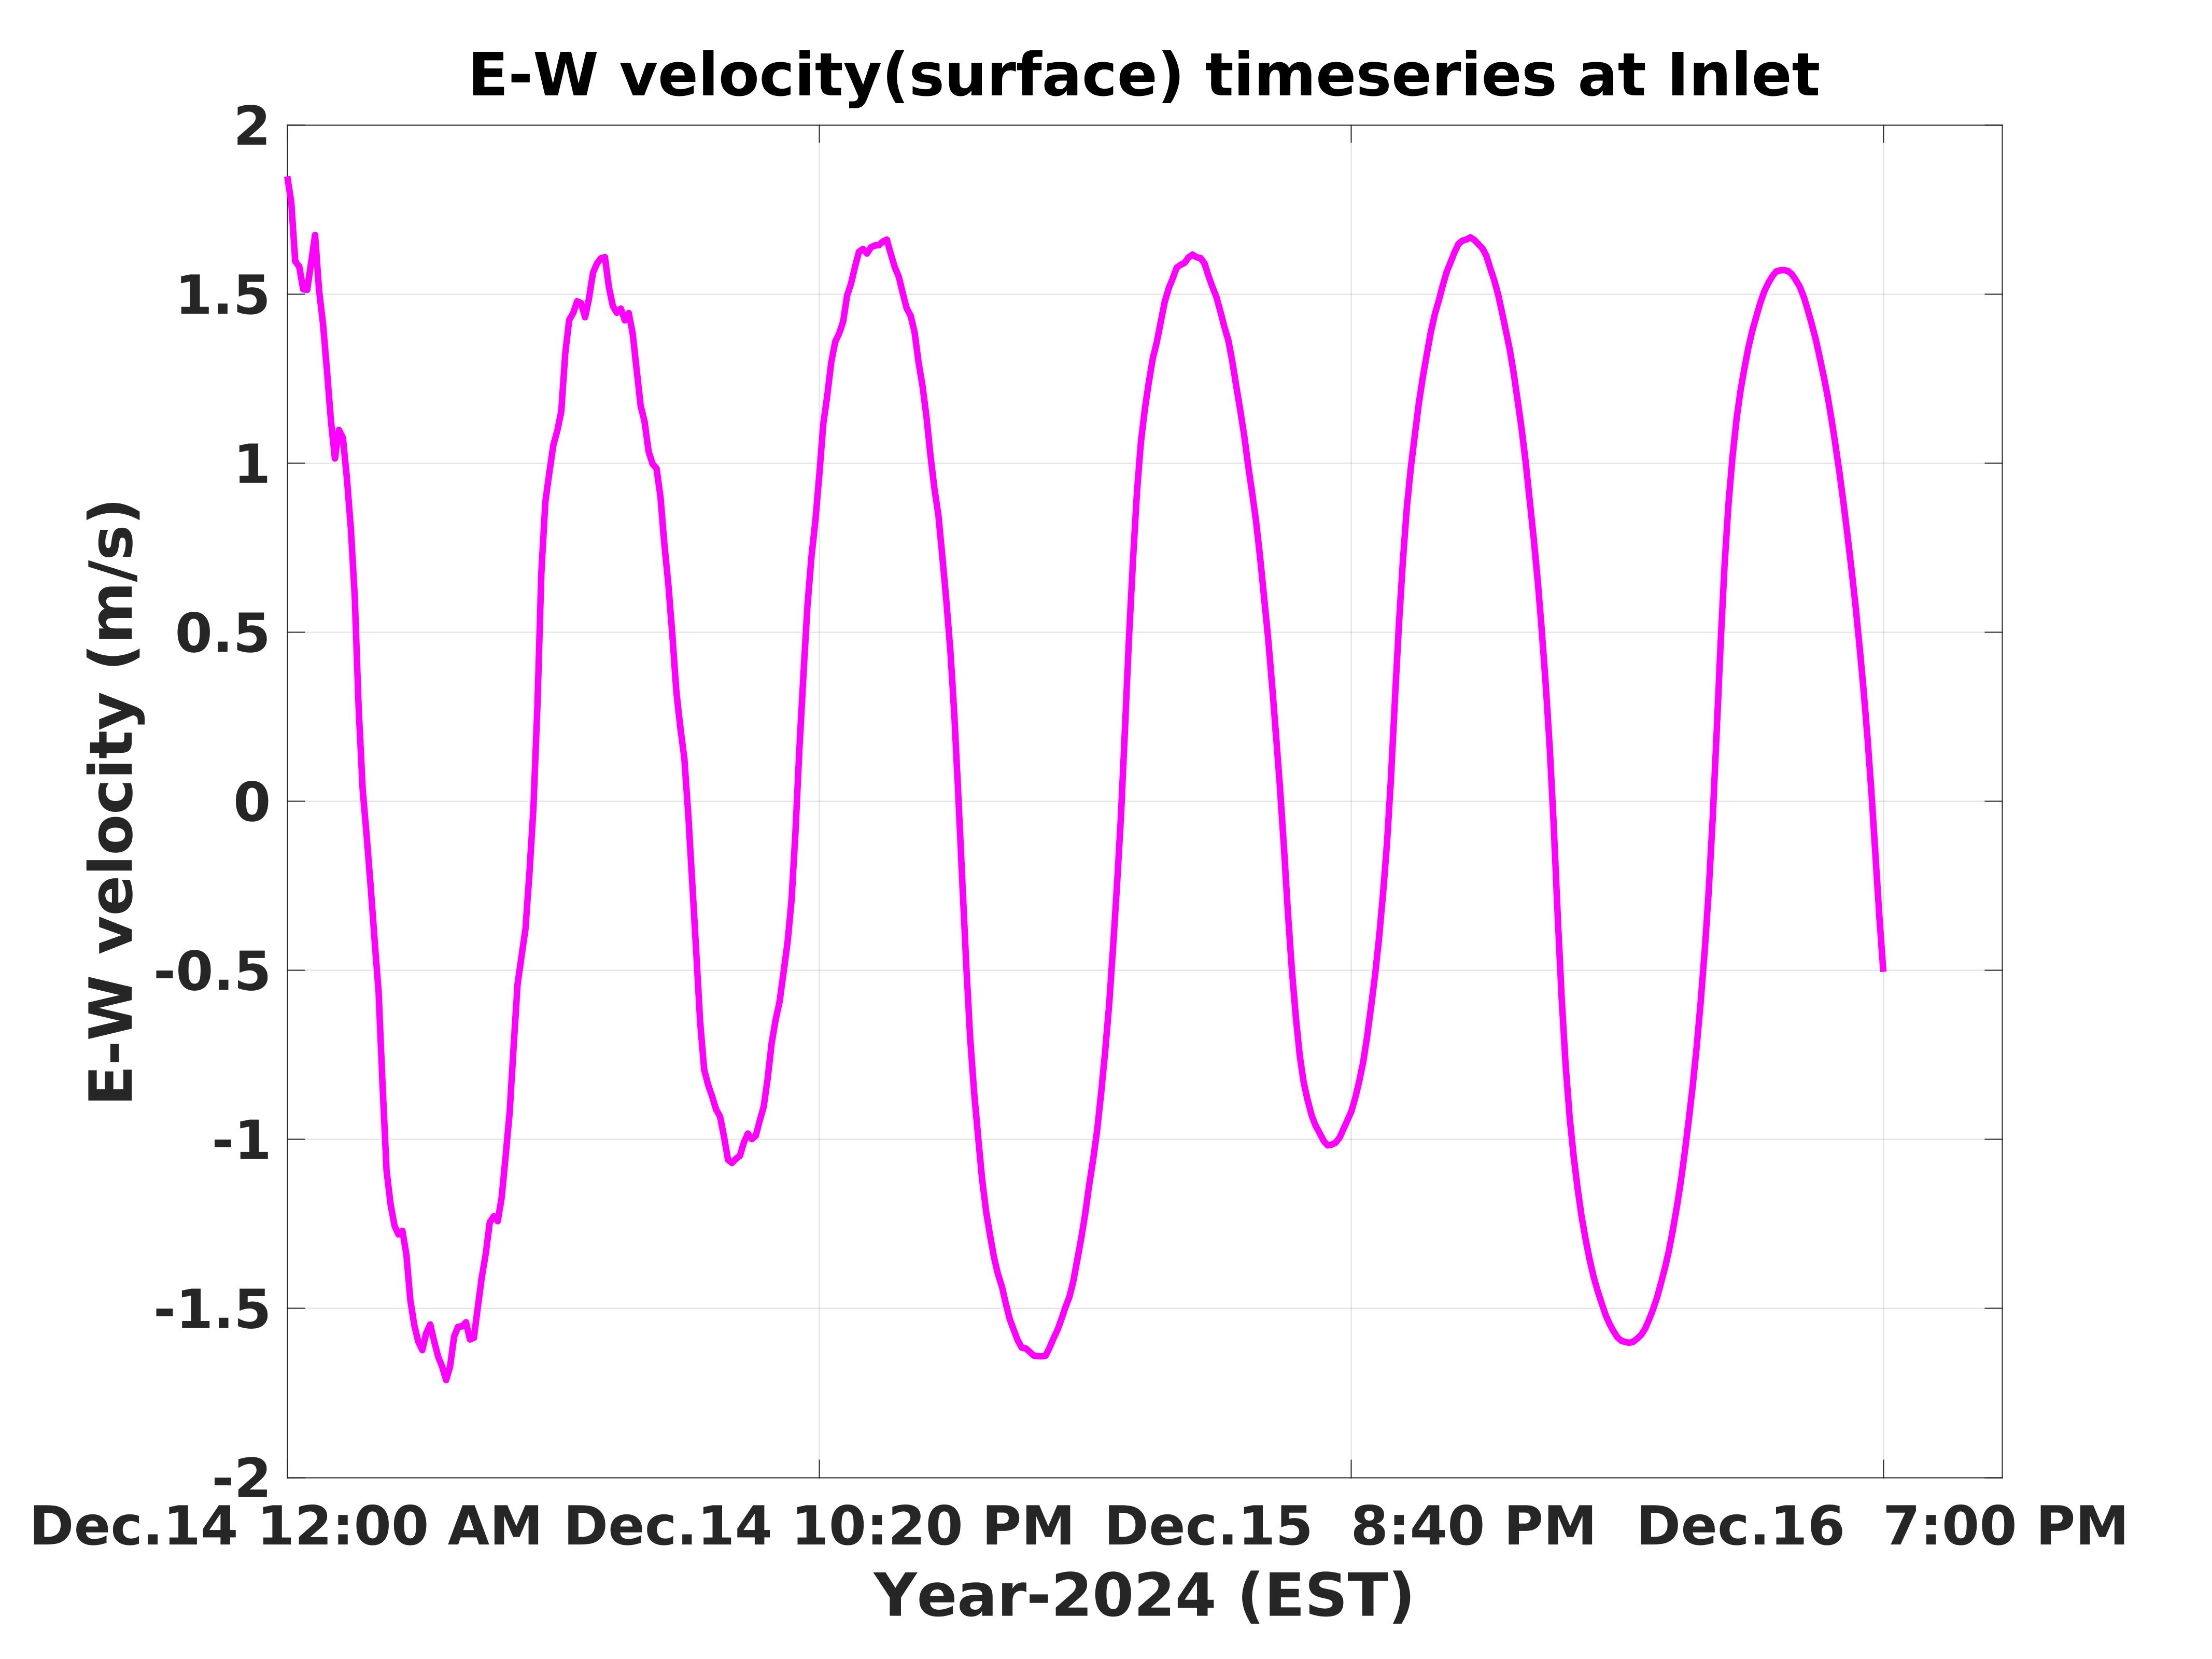 E-W velocity(surface) timeseries at Inlet
E-W velocity (m/s)
2
1.5
1
0.5
0
-0.5
-1
-1.5
-2
Dec.14 12:00 AM Dec.14 10:20 PM Dec.15 8:40 PM Dec.16 7:00 PM
Year-2024 (EST)